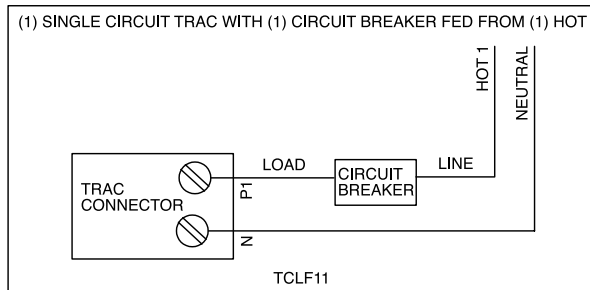 (1) SINGLE CIRCUIT TRAC WITH (1) CIRCUIT BREAKER FED FROM (1) HOT
HOT 1
NEUTRAL
TRAC
CONNECTOR
P1
LOAD
CIRCUIT
BREAKER
LINE
N
TCLF11